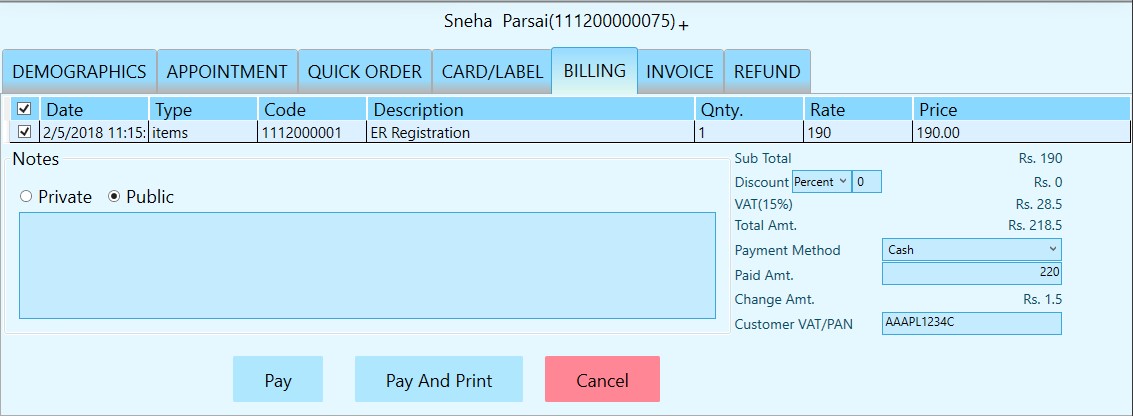 Sneha Parsai(111200000075) +
DEMOGRAPHICS APPOINTMENT QUICK ORDER CARD/LABEL BILLING INVOICE REFUND
Date Type Code Description Qnty. Rate Price
2/5/2018 11:15: items 1112000001 ER Registration 1 190 190.00
Notes
Private Public
Sub Total Rs. 190
Discount Percent 0 Rs. 0
VAT(15%) Rs. 28.5
Total Amt. Rs. 218.5
Payment Method Cash
Paid Amt. 220
Change Amt. Rs. 1.5
Customer VAT/PAN AAAPL1234C
Pay Pay And Print Cancel